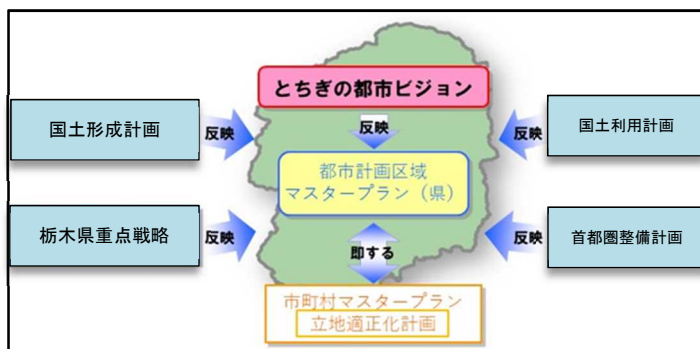 とちぎの都市ビジョン
国土形成計画
反映
反映
反映
国土利用計画
都市計画区域
マスタープラン（県）
栃木県重点戦略
反映
即する
反映
首都圏整備計画
市町村マスタープラン
立地適正化計画